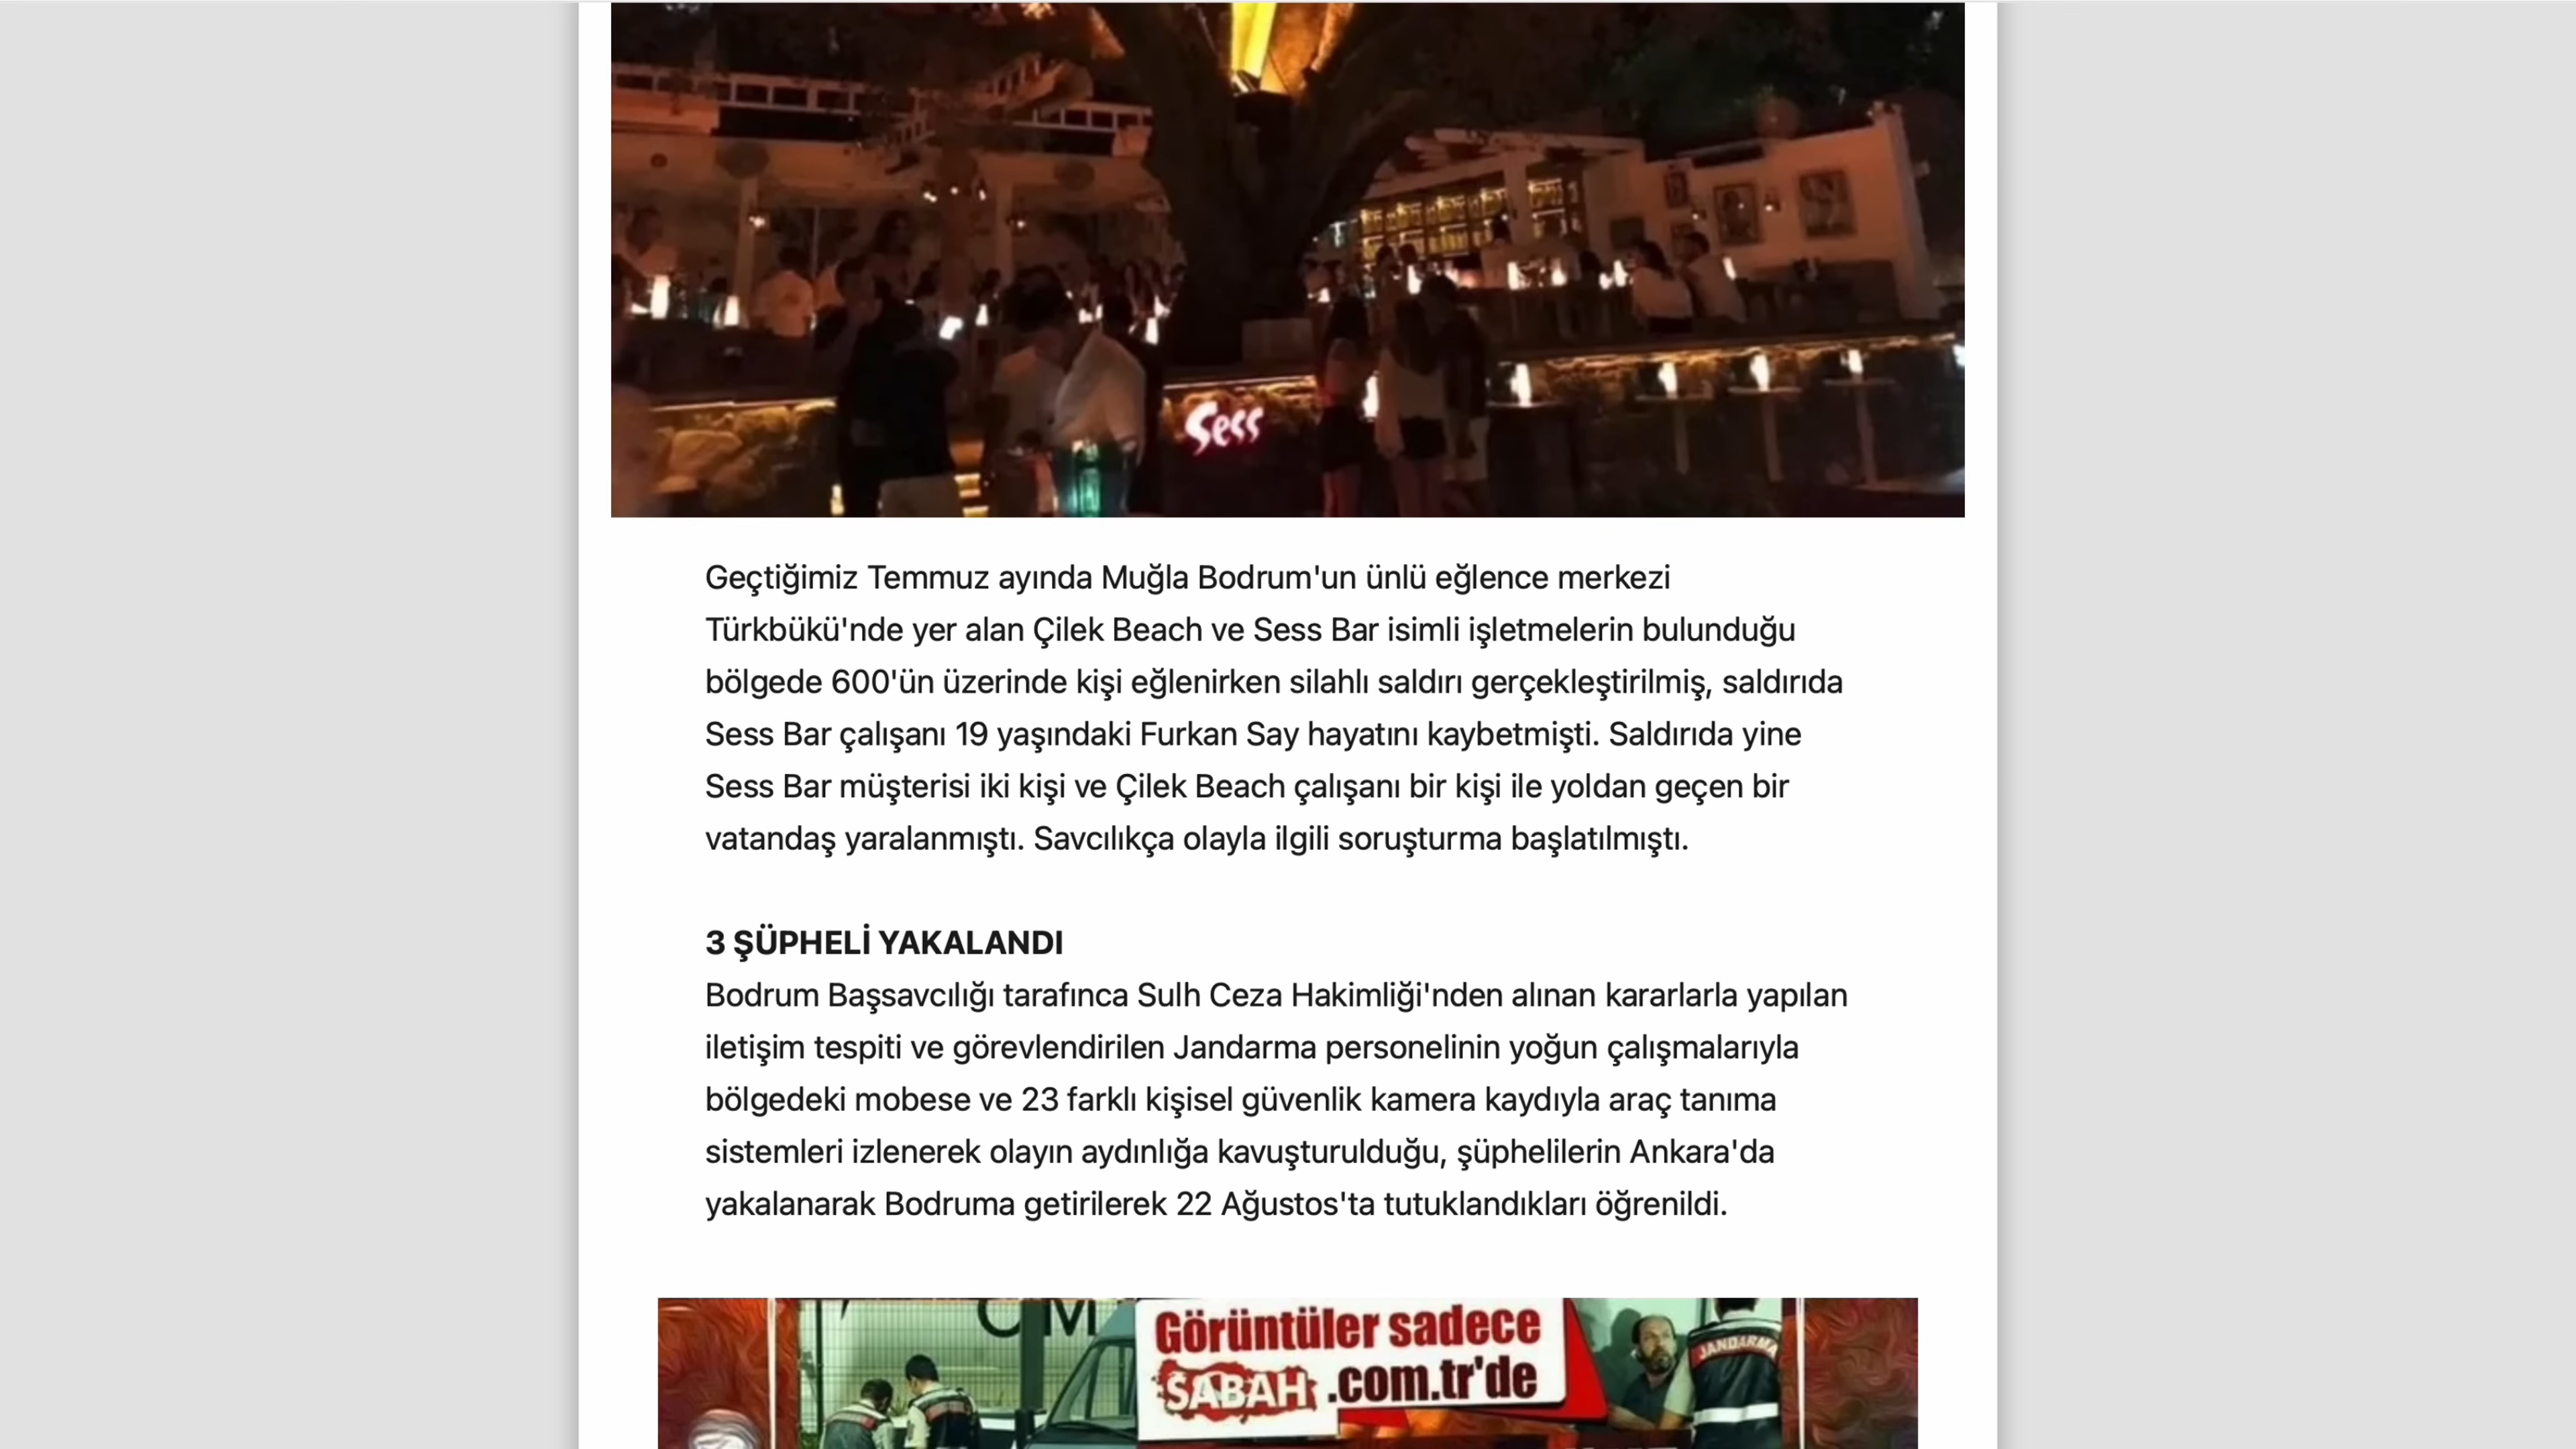 Sess
Geçtiğimiz Temmuz ayında Muğla Bodrum'un ünlü eğlence merkezi
Türkbükü'nde yer alan Çilek Beach ve Sess Bar isimli işletmelerin bulunduğu
bölgede 600'ün üzerinde kişi eğlenirken silahlı saldırı gerçekleştirilmiş, saldırıda
Sess Bar çalışanı 19 yaşındaki Furkan Say hayatını kaybetmişti. Saldırıda yine
Sess Bar müşterisi iki kişi ve Çilek Beach çalışanı bir kişi ile yoldan geçen bir
vatandaş yaralanmıştı. Savcılıkça olayla ilgili soruşturma başlatılmıştı.
3 ŞÜPHELİ YAKALANDI
Bodrum Başsavcılığı tarafınca Sulh Ceza Hakimliği'nden alınan kararlarla yapılan
iletişim tespiti ve görevlendirilen Jandarma personelinin yoğun çalışmalarıyla
bölgedeki mobese ve 23 farklı kişisel güvenlik kamera kaydıyla araç tanıma
sistemleri izlenerek olayın aydınlığa kavuşturulduğu, şüphelilerin Ankara'da
yakalanarak Bodruma getirilerek 22 Ağustos'ta tutuklandıkları öğrenildi.
Görüntüler sadece
SABAH.com.tr'de
JANDARMA